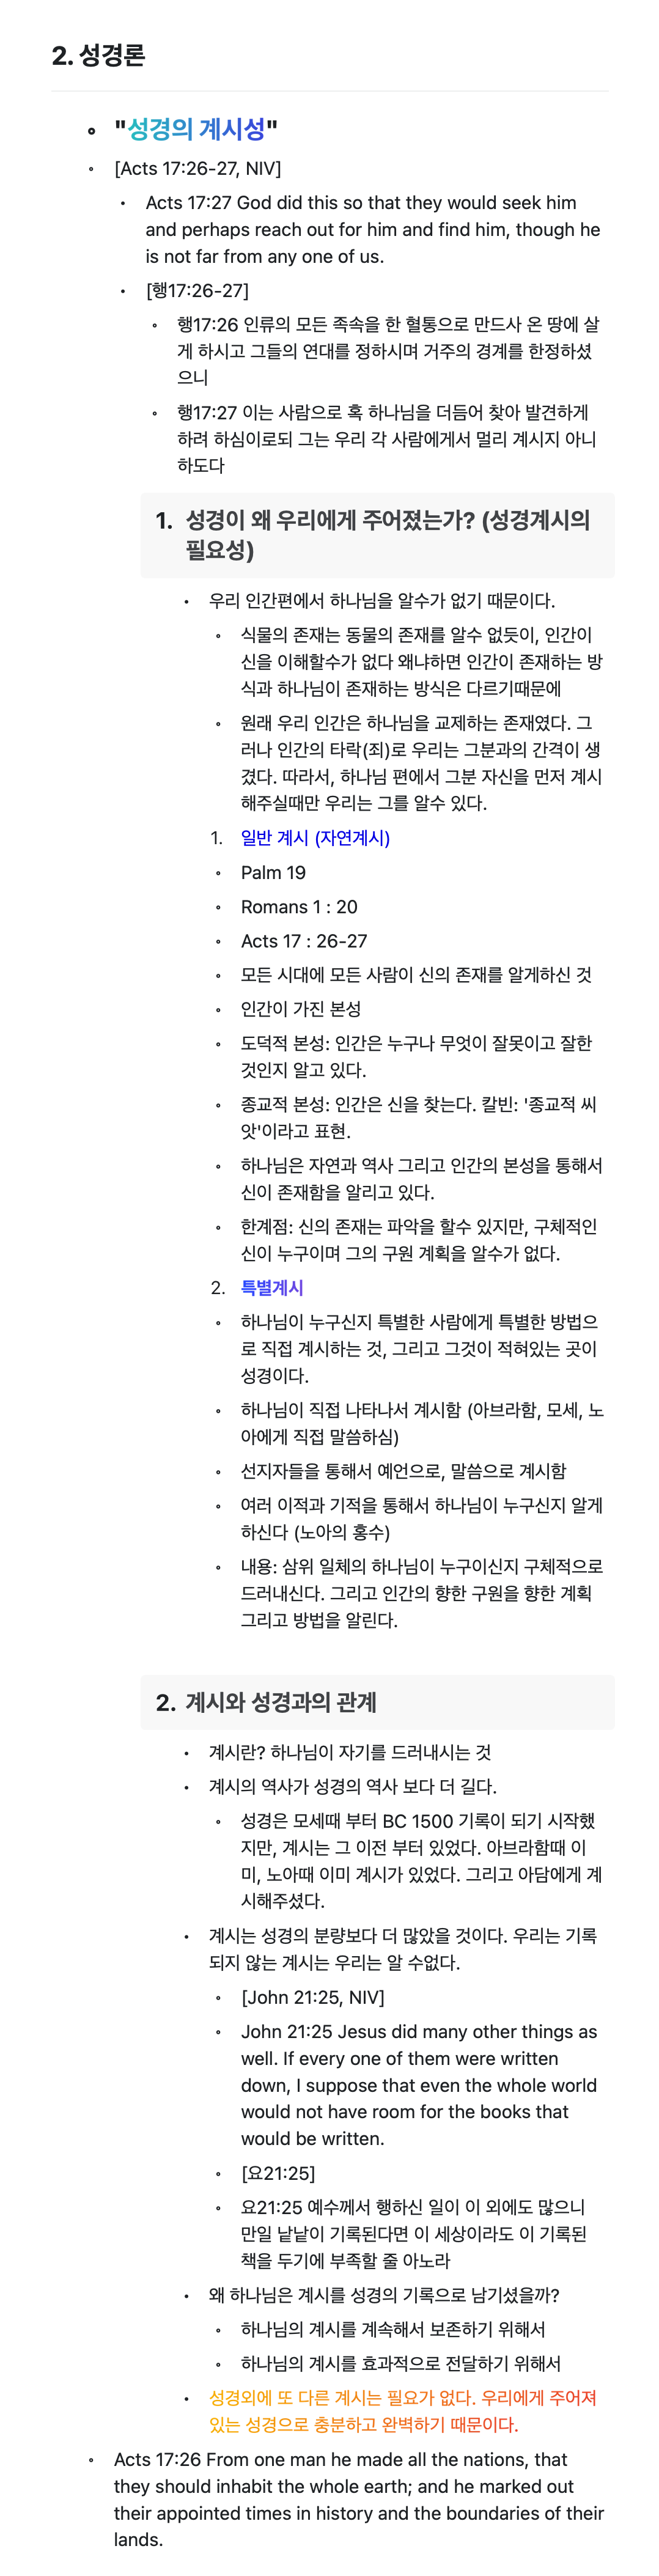 2. 성경론
"성경의 계시성"
[Acts 17:26-27, NIV]
Acts 17:27 God did this so that they would seek him
and perhaps reach out for him and find him, though he
is not far from any one of us.
[행17:26-27]
행17:26 인류의 모든 족속을 한 혈통으로 만드사 온 땅에 살
게 하시고 그들의 연대를 정하시며 거주의 경계를 한정하셨
으니
행17:27 이는 사람으로 혹 하나님을 더듬어 찾아 발견하게
하려 하심이로되 그는 우리 각 사람에게서 멀리 계시지 아니
하도다
1. 성경이 왜 우리에게 주어졌는가? (성경계시의
필요성)
우리 인간편에서 하나님을 알수가 없기 때문이다.
식물의 존재는 동물의 존재를 알수 없듯이, 인간이
신을 이해할수가 없다 왜냐하면 인간이 존재하는 방
식과 하나님이 존재하는 방식은 다르기때문에
원래 우리 인간은 하나님을 교제하는 존재였다. 그
러나 인간의 타락(죄)로 우리는 그분과의 간격이 생
겼다. 따라서, 하나님 편에서 그분 자신을 먼저 계시
해주실때만 우리는 그를 알수 있다.
1. 일반 계시 (자연계시)
Palm 19
Romans 1 : 20
Acts 17 : 26-27
모든 시대에 모든 사람이 신의 존재를 알게하신 것
인간이 가진 본성
도덕적 본성: 인간은 누구나 무엇이 잘못이고 잘한
것인지 알고 있다.
종교적 본성: 인간은 신을 찾는다. 칼빈: '종교적 씨
앗'이라고 표현.
하나님은 자연과 역사 그리고 인간의 본성을 통해서
신이 존재함을 알리고 있다.
한계점: 신의 존재는 파악을 할수 있지만, 구체적인
신이 누구이며 그의 구원 계획을 알수가 없다.
2. 특별계시
하나님이 누구신지 특별한 사람에게 특별한 방법으
로 직접 계시하는 것, 그리고 그것이 적혀있는 곳이
성경이다.
하나님이 직접 나타나서 계시함 (아브라함, 모세, 노
아에게 직접 말씀하심)
선지자들을 통해서 예언으로, 말씀으로 계시함
여러 이적과 기적을 통해서 하나님이 누구신지 알게
하신다 (노아의 홍수)
내용: 삼위 일체의 하나님이 누구이신지 구체적으로
드러내신다. 그리고 인간의 향한 구원을 향한 계획
그리고 방법을 알린다.
2. 계시와 성경과의 관계
계시란? 하나님이 자기를 드러내시는 것
계시의 역사가 성경의 역사 보다 더 길다.
성경은 모세때 부터 BC 1500 기록이 되기 시작했
지만, 계시는 그 이전 부터 있었다. 아브라함때 이
미, 노아때 이미 계시가 있었다. 그리고 아담에게 계
시해주셨다.
계시는 성경의 분량보다 더 많았을 것이다. 우리는 기록
되지 않는 계시는 우리는 알 수없다.
[John 21:25, NIV]
John 21:25 Jesus did many other things as
well. If every one of them were written
down, I suppose that even the whole world
would not have room for the books that
would be written.
[요21:25]
요21:25 예수께서 행하신 일이 이 외에도 많으니
만일 낱낱이 기록된다면 이 세상이라도 이 기록된
책을 두기에 부족할 줄 아노라
왜 하나님은 계시를 성경의 기록으로 남기셨을까?
하나님의 계시를 계속해서 보존하기 위해서
하나님의 계시를 효과적으로 전달하기 위해서
성경외에 또 다른 계시는 필요가 없다. 우리에게 주어져
있는 성경으로 충분하고 완벽하기 때문이다.
Acts 17:26 From one man he made all the nations, that
they should inhabit the whole earth; and he marked out
their appointed times in history and the boundaries of their
lands.